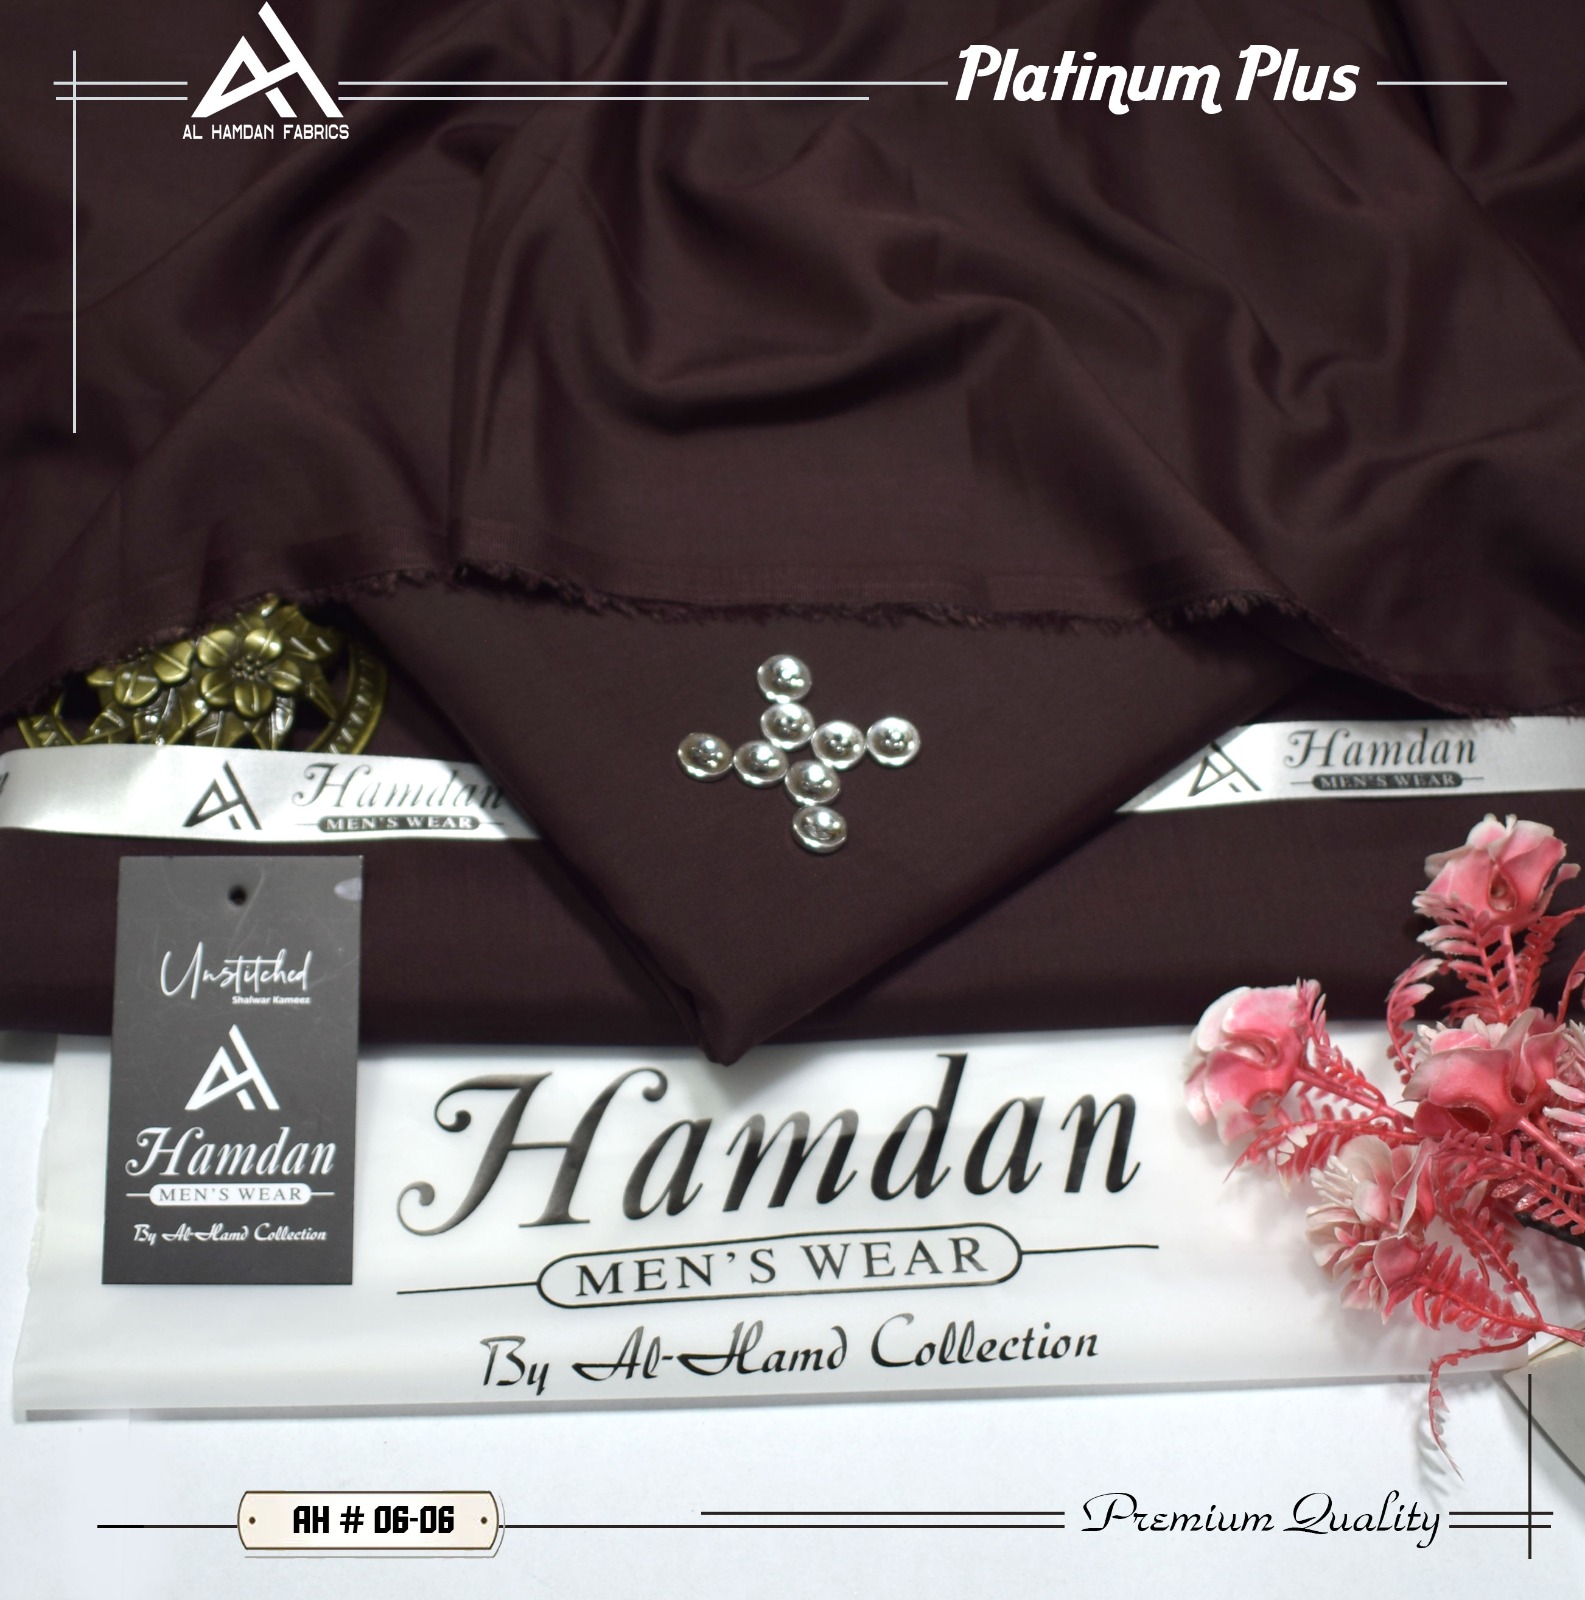 Platinum Plus
AL HAMDAN FABRICS
Hamdan
MEN'S WEAR
Hamdan
MEN'S WEAR
Unstitched
Shalwar Kameez
Hamdan
MEN'S WEAR
By Al-Hamd Collection
Hamdan
MEN'S WEAR
By Al-Hamd Collection
AH # 06-06
Premium Quality